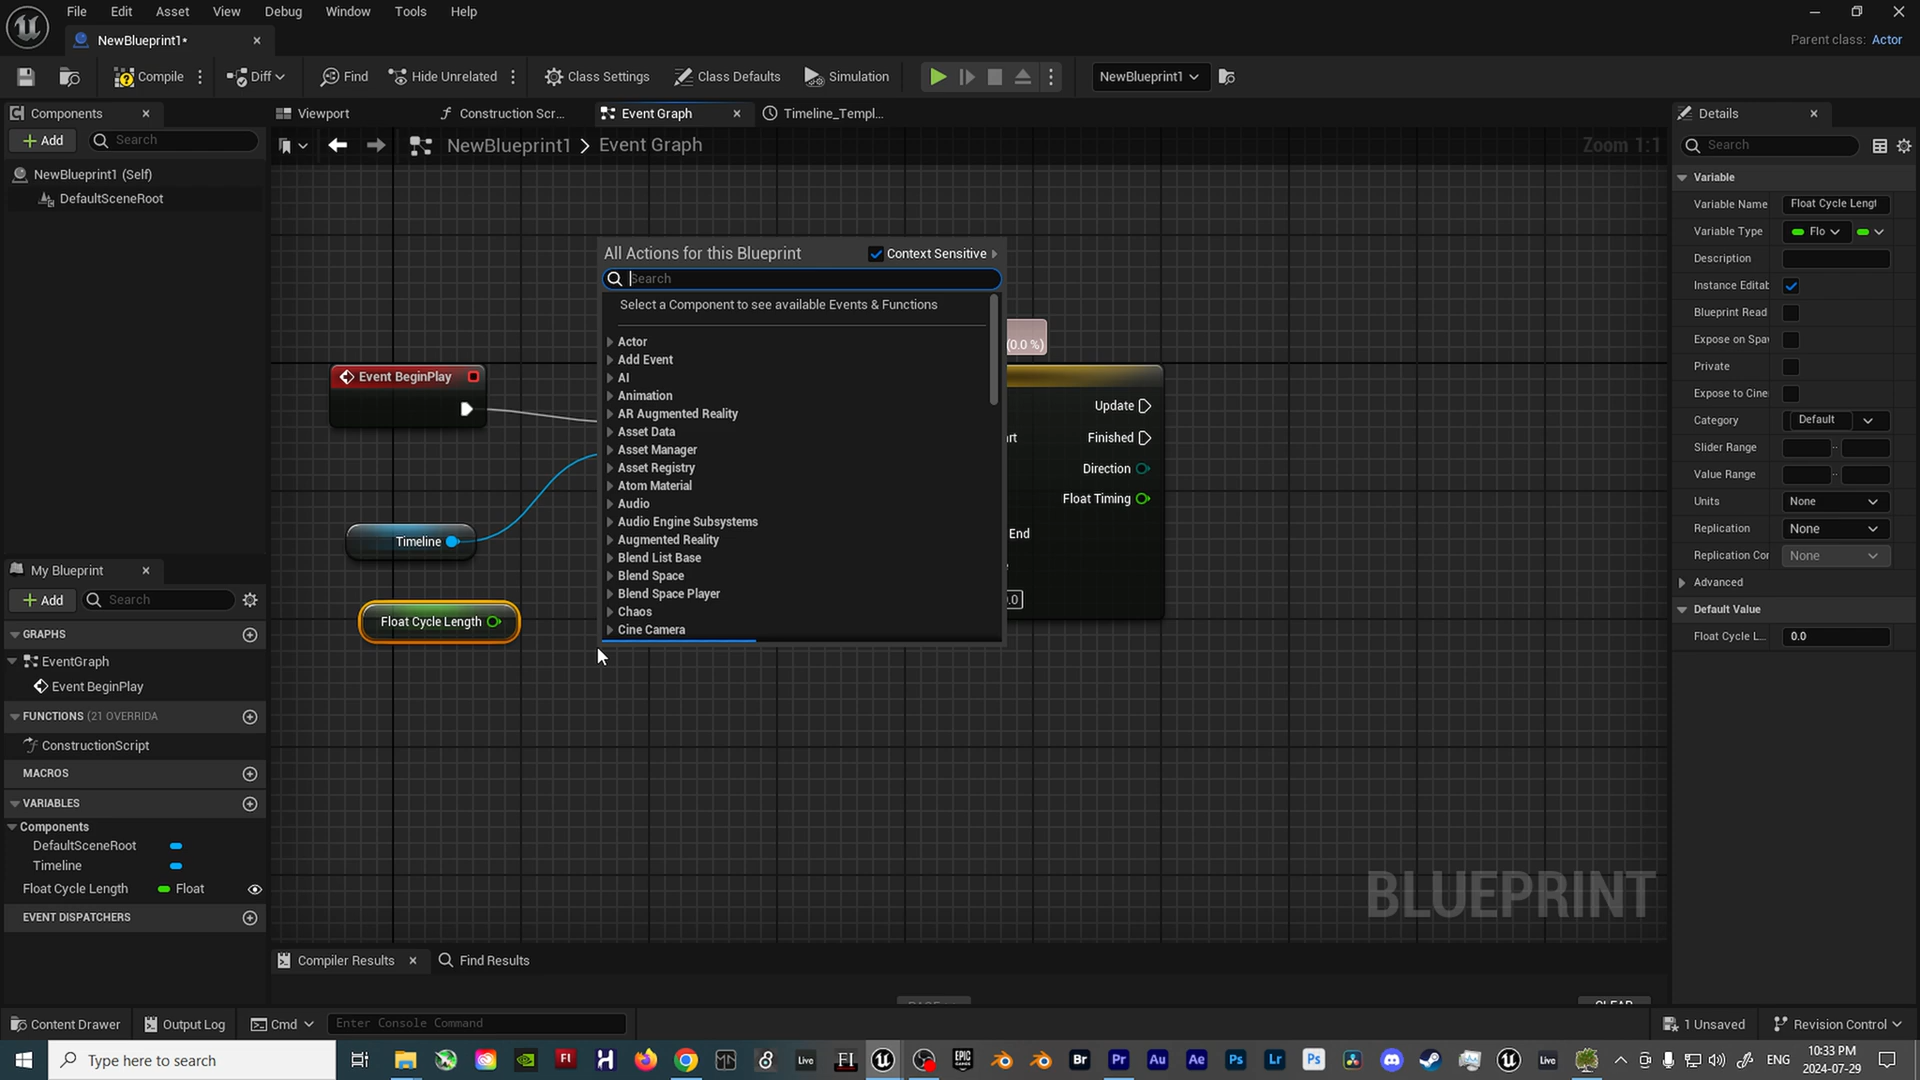 File Edit Asset View Debug Window Tools Help
NewBlueprint1*
Parent class: Actor
Compile Diff Find Hide Unrelated Class Settings Class Defaults Simulation NewBlueprint1
Components
Viewport Construction Scr... Event Graph Timeline_Templ...
Details
Add Search
NewBlueprint1 > Event Graph
Zoom 1:1
Search
NewBlueprint1 (Self)
DefaultSceneRoot
Variable
Variable Name Float Cycle Lengt
Variable Type Flo
Description
Instance Editab
Blueprint Read
Expose on Spa
Private
Expose to Cine
Category Default
Slider Range
Value Range
Units None
Replication None
Replication Cor None
Advanced
Default Value
Float Cycle L... 0.0
All Actions for this Blueprint Context Sensitive
Search
Select a Component to see available Events & Functions
Actor
Add Event
AI
Animation
AR Augmented Reality
Asset Data
Asset Manager
Asset Registry
Atom Material
Audio
Audio Engine Subsystems
Augmented Reality
Blend List Base
Blend Space
Blend Space Player
Chaos
Cine Camera
(0.0 %)
Event BeginPlay
Update
Finished
Direction
Float Timing
End
Timeline
Float Cycle Length
My Blueprint
Add Search
GRAPHS
EventGraph
Event BeginPlay
FUNCTIONS (21 OVERRIDA
ConstructionScript
MACROS
VARIABLES
Components
DefaultSceneRoot
Timeline
Float Cycle Length Float
EVENT DISPATCHERS
BLUEPRINT
Compiler Results Find Results
CLEAR
Content Drawer Output Log Cmd Enter Console Command
1 Unsaved Revision Control
Type here to search
ENG
10:33 PM
2024-07-29